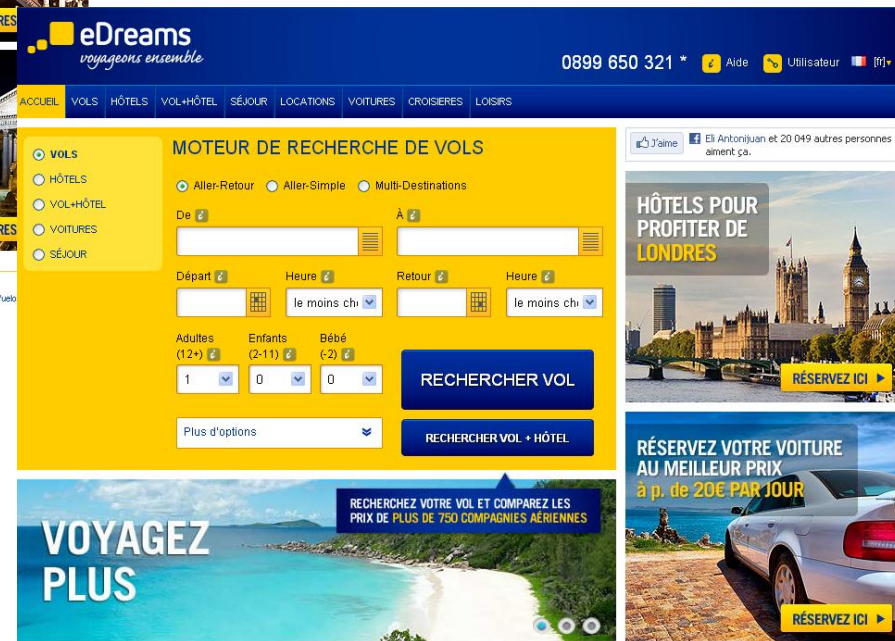 RES
eDreams
voyageons ensemble
0899 650 321 *
Aide
Utilisateur
[fr]
ACCUEIL VOLS HÔTELS VOL+HÔTEL SÉJOUR LOCATIONS VOITURES CROISIERES LOISIRS
VOLS
HÔTELS
VOL+HÔTEL
VOITURES
SÉJOUR
MOTEUR DE RECHERCHE DE VOLS
Aller-Retour Aller-Simple Multi-Destinations
De À
Départ Heure Retour Heure
le moins che le moins che
Adultes Enfants Bébé
(12+) (2-11) (-2)
1 0 0
RECHERCHER VOL
Plus d'options
RECHERCHER VOL + HÔTEL
RECHERCHEZ VOTRE VOL ET COMPAREZ LES
PRIX DE PLUS DE 750 COMPAGNIES AÉRIENNES
VOYAGEZ
PLUS
J'aime
Eli Antonijuan et 20 049 autres personnes
aiment ça.
HÔTELS POUR
PROFITER DE
LONDRES
RÉSERVEZ ICI
RÉSERVEZ VOTRE VOITURE
AU MEILLEUR PRIX
à p. de 20€ PAR JOUR
RÉSERVEZ ICI
RES